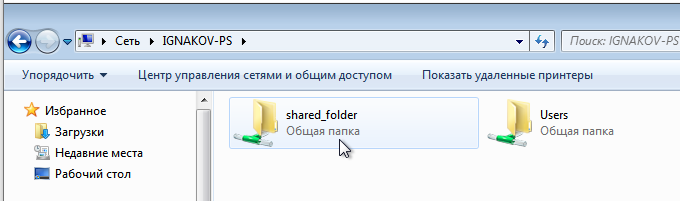 Сеть IGNAKOV-PS Поиск: IGNAKOV-PS
Упорядочить Центр управления сетями и общим доступом Показать удаленные принтеры
Избранное
Загрузки
Недавние места
Рабочий стол
shared_folder
Общая папка
Users
Общая папка